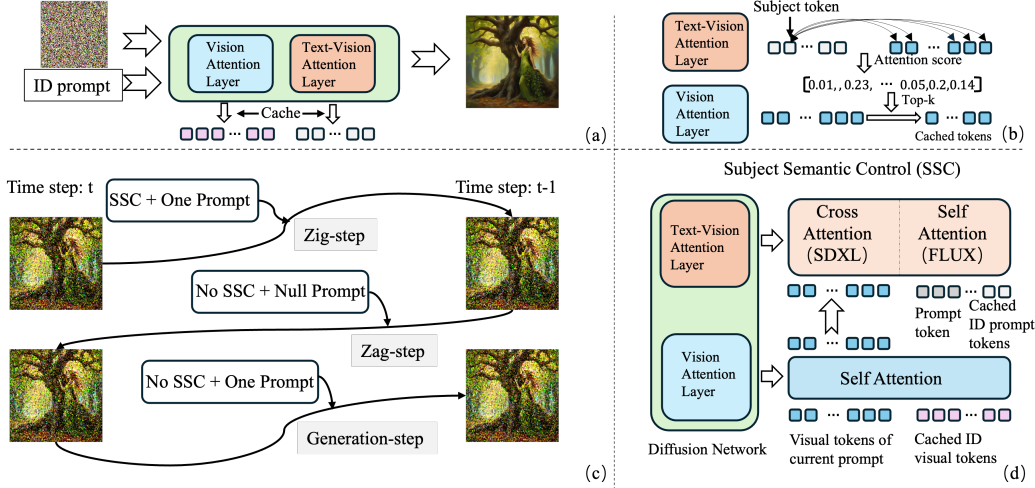 ID prompt
Vision
Attention
Layer
Text-Vision
Attention
Layer
Cache
...
...
(a)
Subject token
Text-Vision
Attention
Layer
...
...
Attention score
[0.01,,0.23, ... 0.05,0.2,0.14]
Vision
Attention
Layer
Top-k
...
...
Cached tokens
(b)
Time step: t
SSC + One Prompt
Time step: t-1
Zig-step
No SSC + Null Prompt
Zag-step
No SSC + One Prompt
Generation-step
(c)
Subject Semantic Control (SSC)
Text-Vision
Attention
Layer
Cross
Attention
(SDXL)
Self
Attention
(FLUX)
...
...
Prompt
token
Cached
ID prompt
tokens
...
Vision
Attention
Layer
Self Attention
...
...
Diffusion Network
Visual tokens of
current prompt
Cached ID
visual tokens
(d)